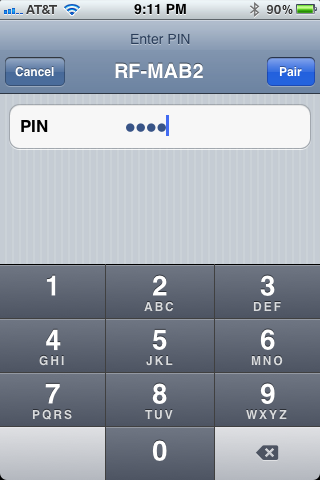 AT&T 9:11 PM 90%
Enter PIN
Cancel RF-MAB2 Pair
PIN ••••
1 2 3
ABC DEF
4 5 6
GHI JKL MNO
7 8 9
PQRS TUV WXYZ
0